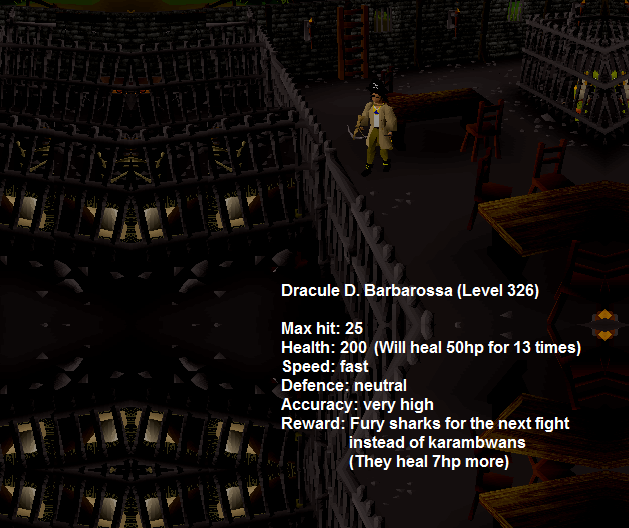 Dracule D. Barbarossa (Level 326)
Max hit: 25
Health: 200 (Will heal 50hp for 13 times)
Speed: fast
Defence: neutral
Accuracy: very high
Reward: Fury sharks for the next fight
instead of karambwans
(They heal 7hp more)